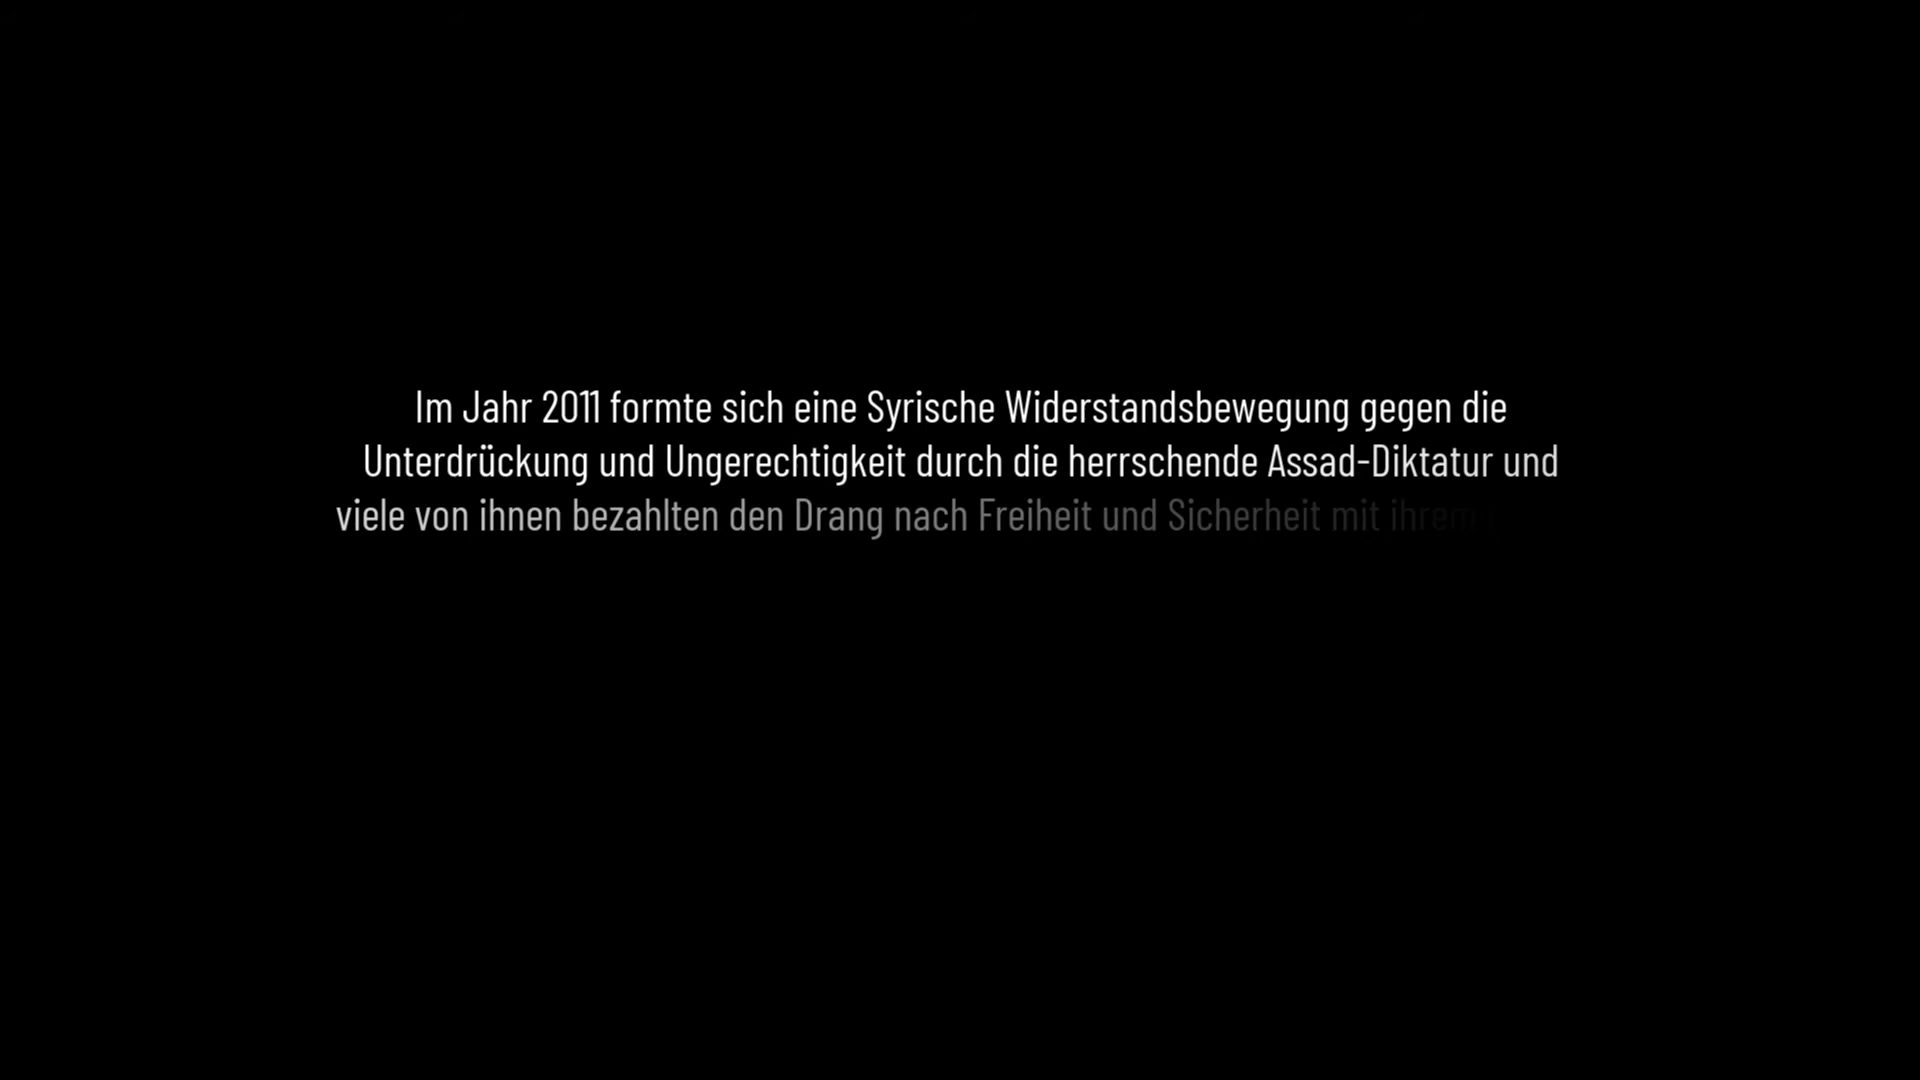 Im Jahr 2011 formte sich eine Syrische Widerstandsbewegung gegen die
Unterdrückung und Ungerechtigkeit durch die herrschende Assad-Diktatur und
viele von ihnen bezahlten den Drang nach Freiheit und Sicherheit mit ihrem